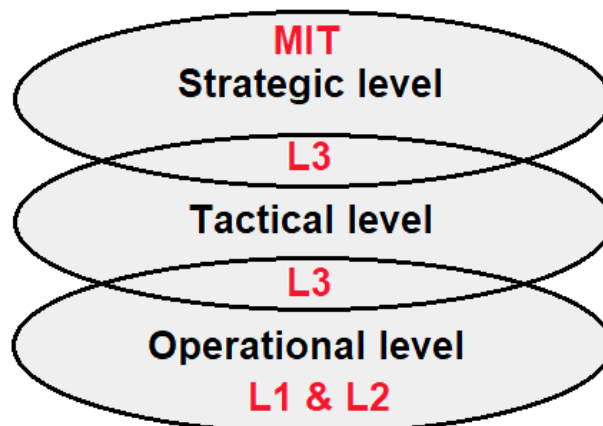 MIT
Strategic level
L3
Tactical level
L3
Operational level
L1 & L2